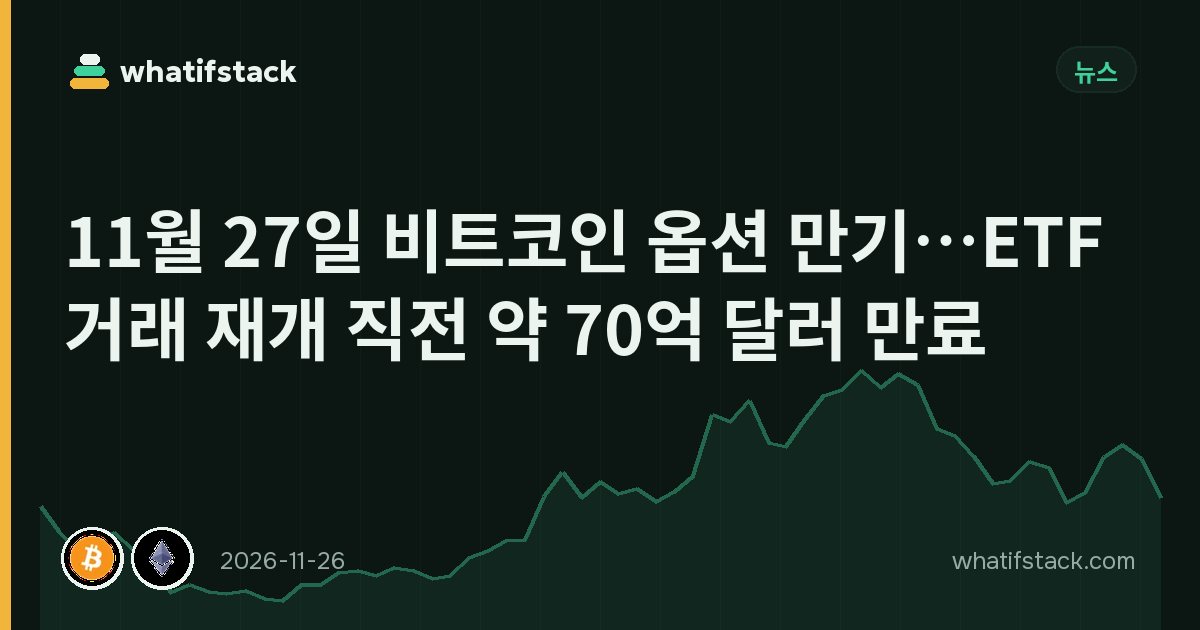 whatifstack
뉴스
11월 27일 비트코인 옵션 만기…ETF
거래 재개 직전 약 70억 달러 만료
2026-11-26
whatifstack.com